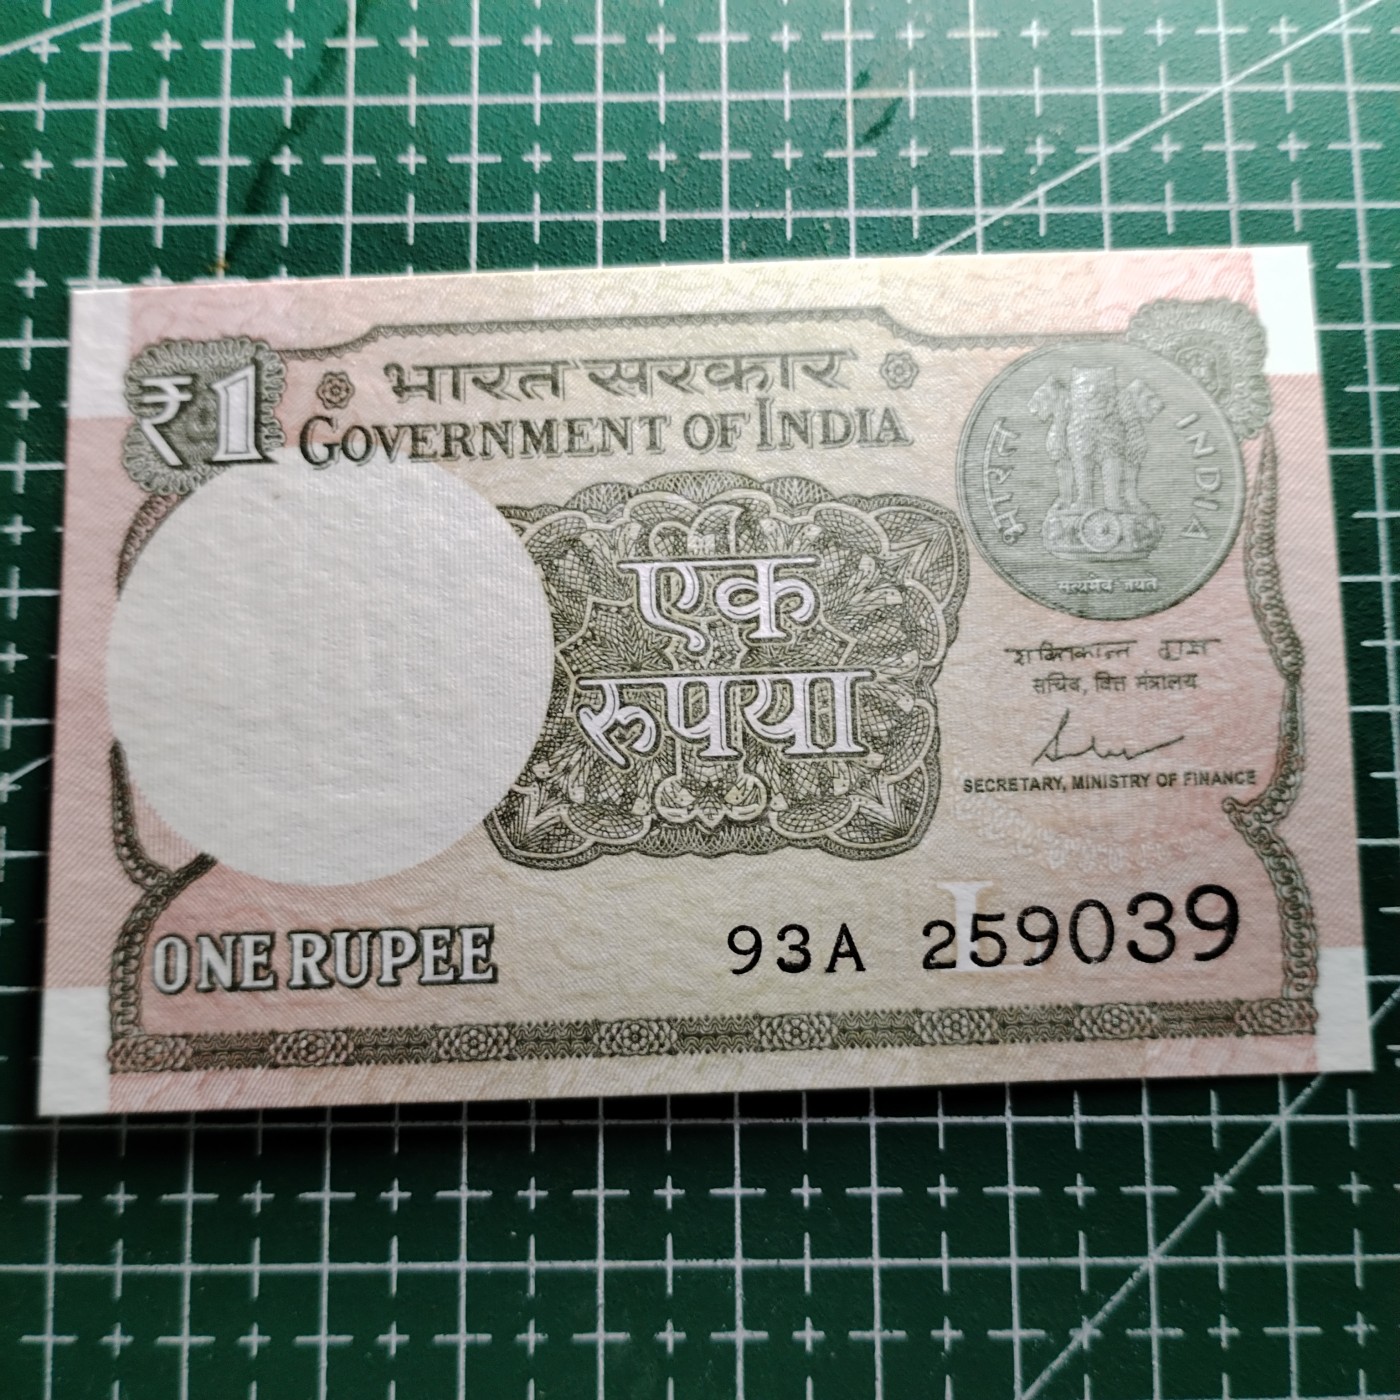 ₹1
भारत सरकार
GOVERNMENT OF INDIA
भारत
INDIA
सत्यमेव जयते
एक
रुपया
शक्तिकान्त दास
सचिव, वित्त मंत्रालय
SECRETARY, MINISTRY OF FINANCE
L
ONE RUPEE
93A 259039